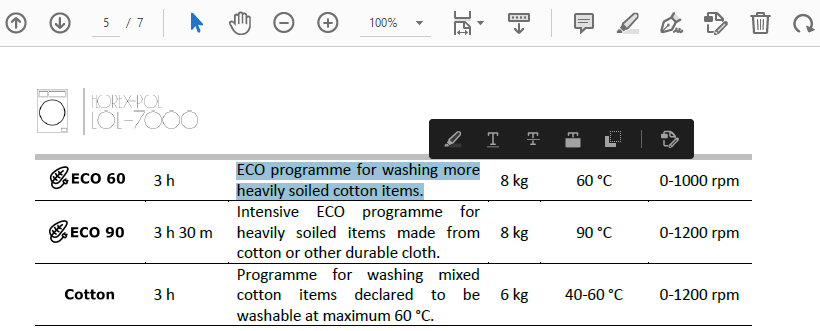 5 / 7 100%
HOREX-POL
LOL-7000
ECO 60 3 h ECO programme for washing more 8 kg 60 °C 0-1000 rpm
heavily soiled cotton items.
ECO 90 3 h 30 m Intensive ECO programme for 8 kg 90 °C 0-1200 rpm
heavily soiled items made from
cotton or other durable cloth.
Cotton 3 h Programme for washing mixed 6 kg 40-60 °C 0-1200 rpm
cotton items declared to be
washable at maximum 60 °C.